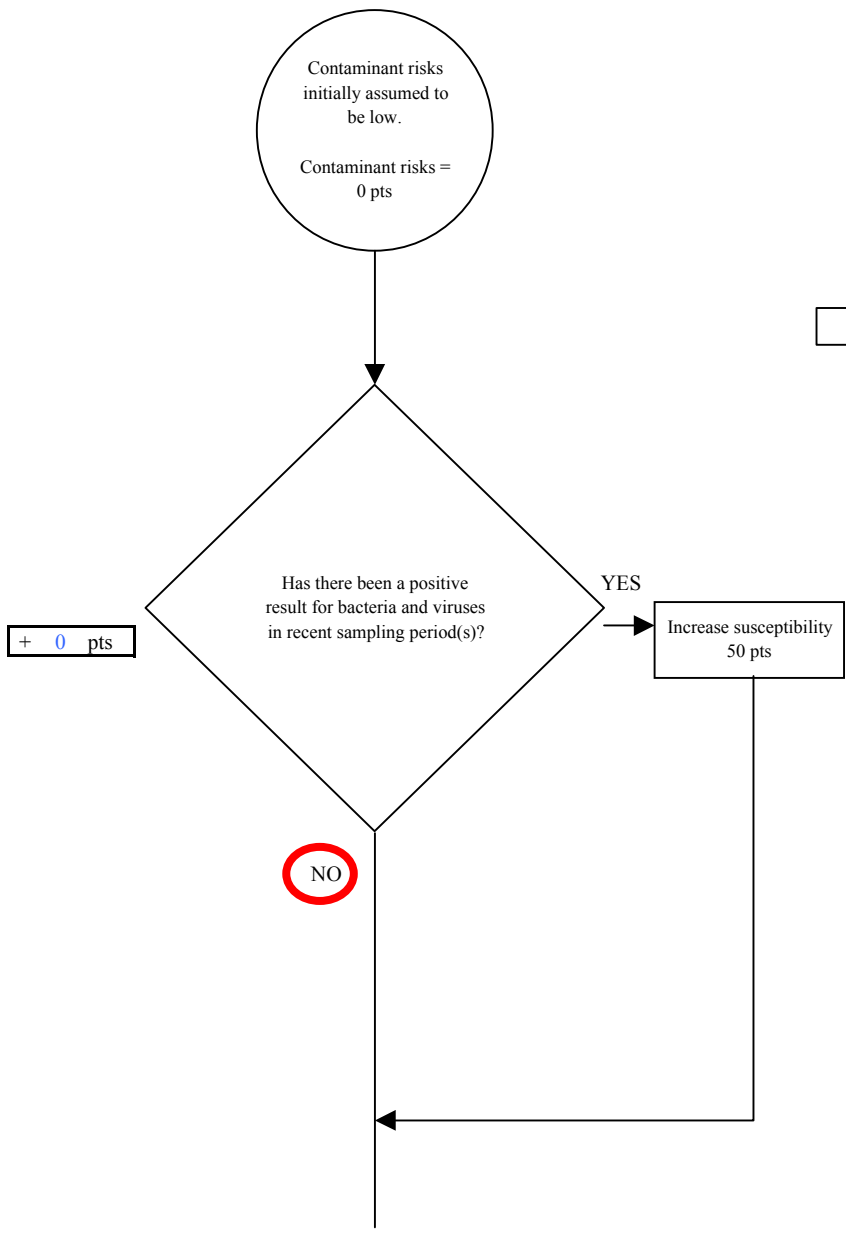 Contaminant risks
initially assumed to
be low.
Contaminant risks =
0 pts
Has there been a positive
result for bacteria and viruses
in recent sampling period(s)?
YES
+ 0 pts
Increase susceptibility
50 pts
NO